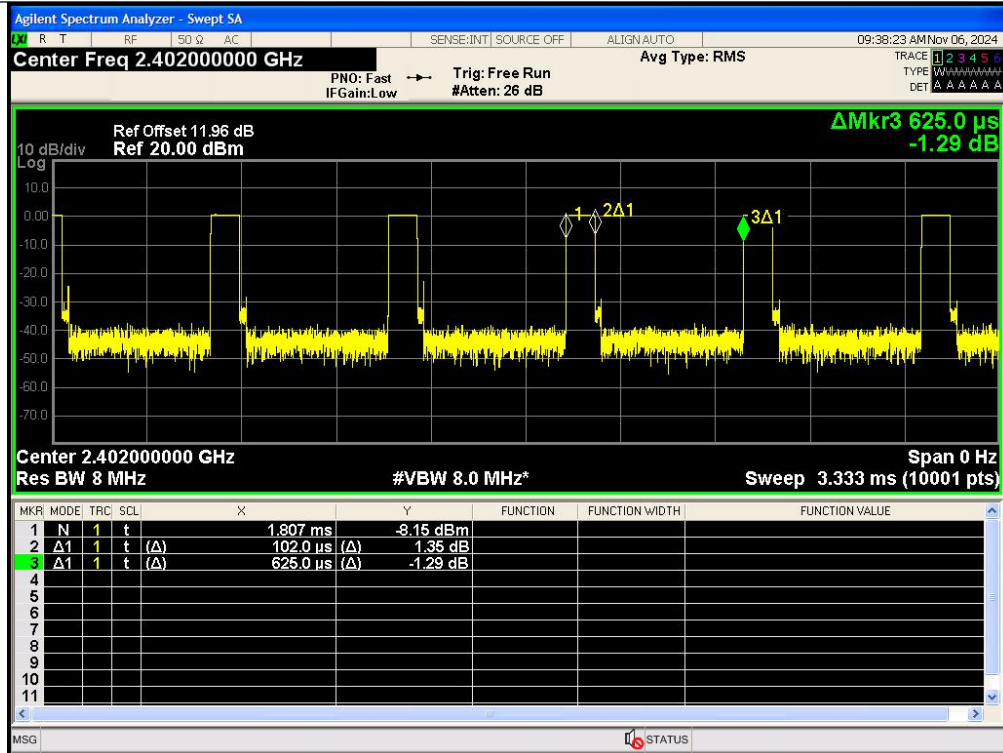 Agilent Spectrum Analyzer - Swept SA
LXI R T RF 50 Ω AC SENSE:INT SOURCE OFF ALIGN AUTO 09:38:23 AM Nov 06, 2024
Center Freq 2.402000000 GHz Avg Type: RMS TRACE 1 2 3 4 5 6
PNO: Fast Trig: Free Run TYPE W
IFGain:Low #Atten: 26 dB DET A A A A A A
ΔMkr3 625.0 µs
-1.29 dB
Ref Offset 11.96 dB
10 dB/div Ref 20.00 dBm
Log
10.0
0.00
-10.0
-20.0
-30.0
-40.0
-50.0
-60.0
-70.0
1 2Δ1 3Δ1
Center 2.402000000 GHz Span 0 Hz
Res BW 8 MHz #VBW 8.0 MHz* Sweep 3.333 ms (10001 pts)
MKR MODE TRC SCL X Y FUNCTION FUNCTION WIDTH FUNCTION VALUE
1 N 1 t 1.807 ms -8.15 dBm
2 Δ1 1 t (Δ) 102.0 µs (Δ) 1.35 dB
3 Δ1 1 t (Δ) 625.0 µs (Δ) -1.29 dB
4
5
6
7
8
9
10
11
MSG STATUS